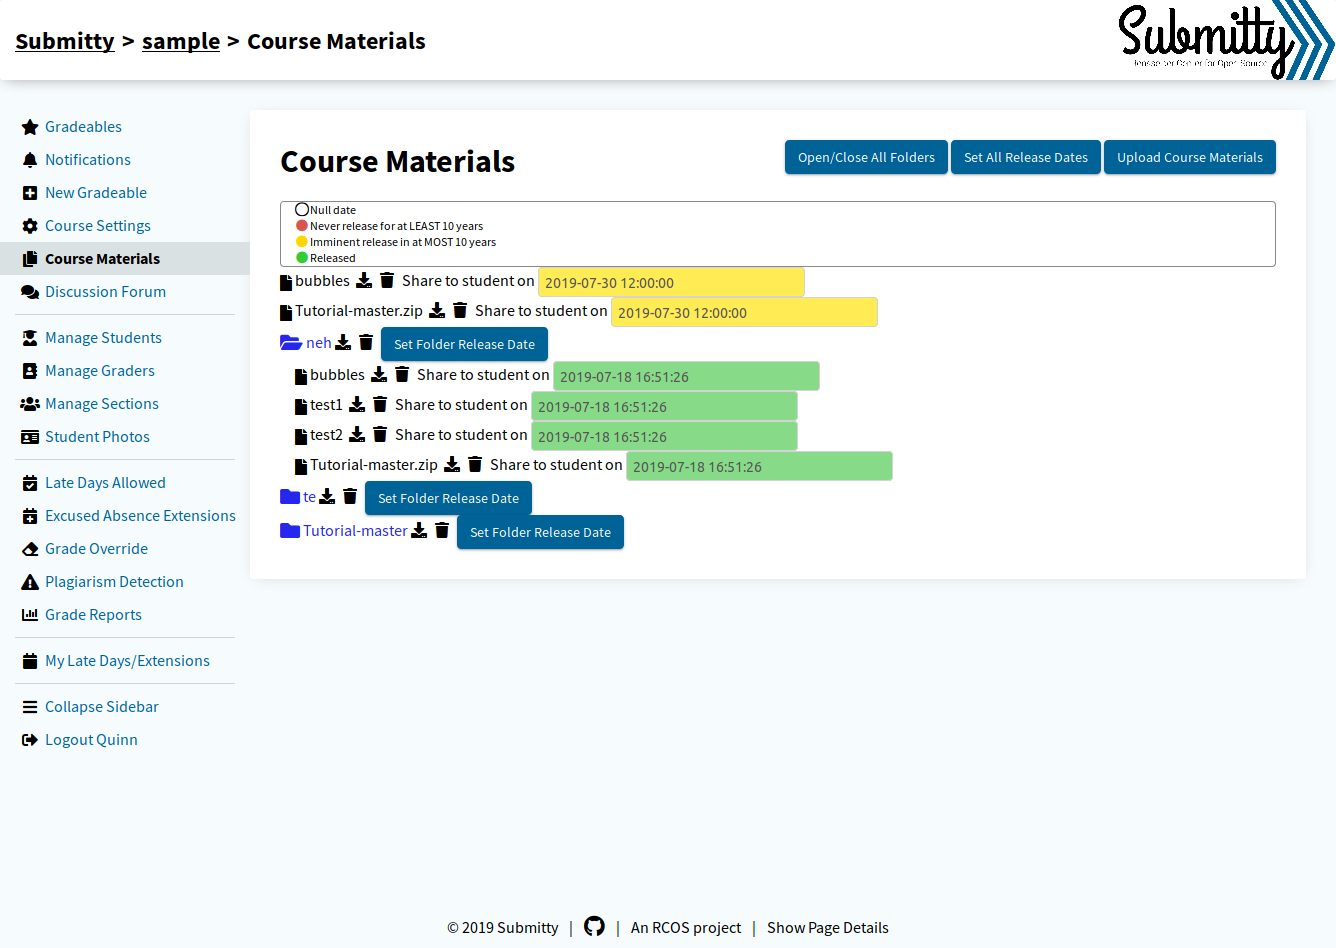 Submitty > sample > Course Materials
Submitty
Rensselaer Center for Open Source
Gradeables
Notifications
New Gradeable
Course Settings
Course Materials
Discussion Forum
Manage Students
Manage Graders
Manage Sections
Student Photos
Late Days Allowed
Excused Absence Extensions
Grade Override
Plagiarism Detection
Grade Reports
My Late Days/Extensions
Collapse Sidebar
Logout Quinn
Course Materials
Open/Close All Folders
Set All Release Dates
Upload Course Materials
Null date
Never release for at LEAST 10 years
Imminent release in at MOST 10 years
Released
bubbles Share to student on 2019-07-30 12:00:00
Tutorial-master.zip Share to student on 2019-07-30 12:00:00
neh Set Folder Release Date
bubbles Share to student on 2019-07-18 16:51:26
test1 Share to student on 2019-07-18 16:51:26
test2 Share to student on 2019-07-18 16:51:26
Tutorial-master.zip Share to student on 2019-07-18 16:51:26
te Set Folder Release Date
Tutorial-master Set Folder Release Date
© 2019 Submitty | | An RCOS project | Show Page Details